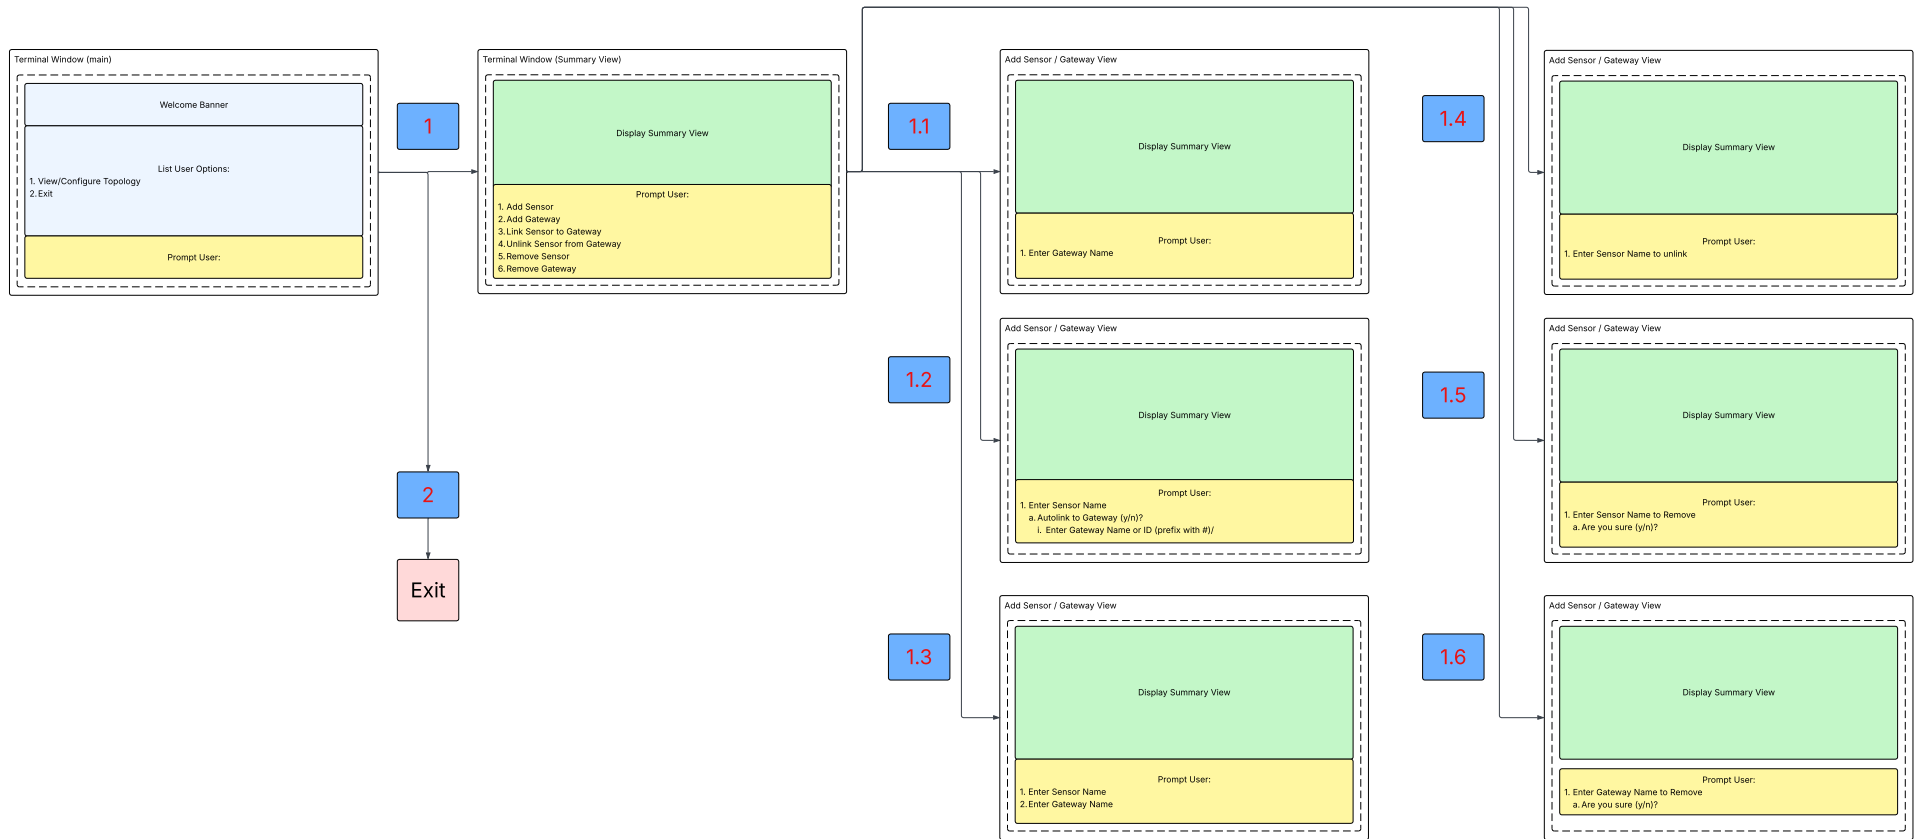 Terminal Window (main)
Welcome Banner
List User Options:
1. View/Configure Topology
2. Exit
Prompt User:
1
2
Exit
Terminal Window (Summary View)
Display Summary View
Prompt User:
1. Add Sensor
2. Add Gateway
3. Link Sensor to Gateway
4. Unlink Sensor from Gateway
5. Remove Sensor
6. Remove Gateway
1.1
Add Sensor / Gateway View
Display Summary View
Prompt User:
1. Enter Gateway Name
1.2
Add Sensor / Gateway View
Display Summary View
Prompt User:
1. Enter Sensor Name
a. Autolink to Gateway (y/n)?
i. Enter Gateway Name or ID (prefix with #)/
1.3
Add Sensor / Gateway View
Display Summary View
Prompt User:
1. Enter Sensor Name
2. Enter Gateway Name
1.4
Add Sensor / Gateway View
Display Summary View
Prompt User:
1. Enter Sensor Name to unlink
1.5
Add Sensor / Gateway View
Display Summary View
Prompt User:
1. Enter Sensor Name to Remove
a. Are you sure (y/n)?
1.6
Add Sensor / Gateway View
Display Summary View
Prompt User:
1. Enter Gateway Name to Remove
a. Are you sure (y/n)?